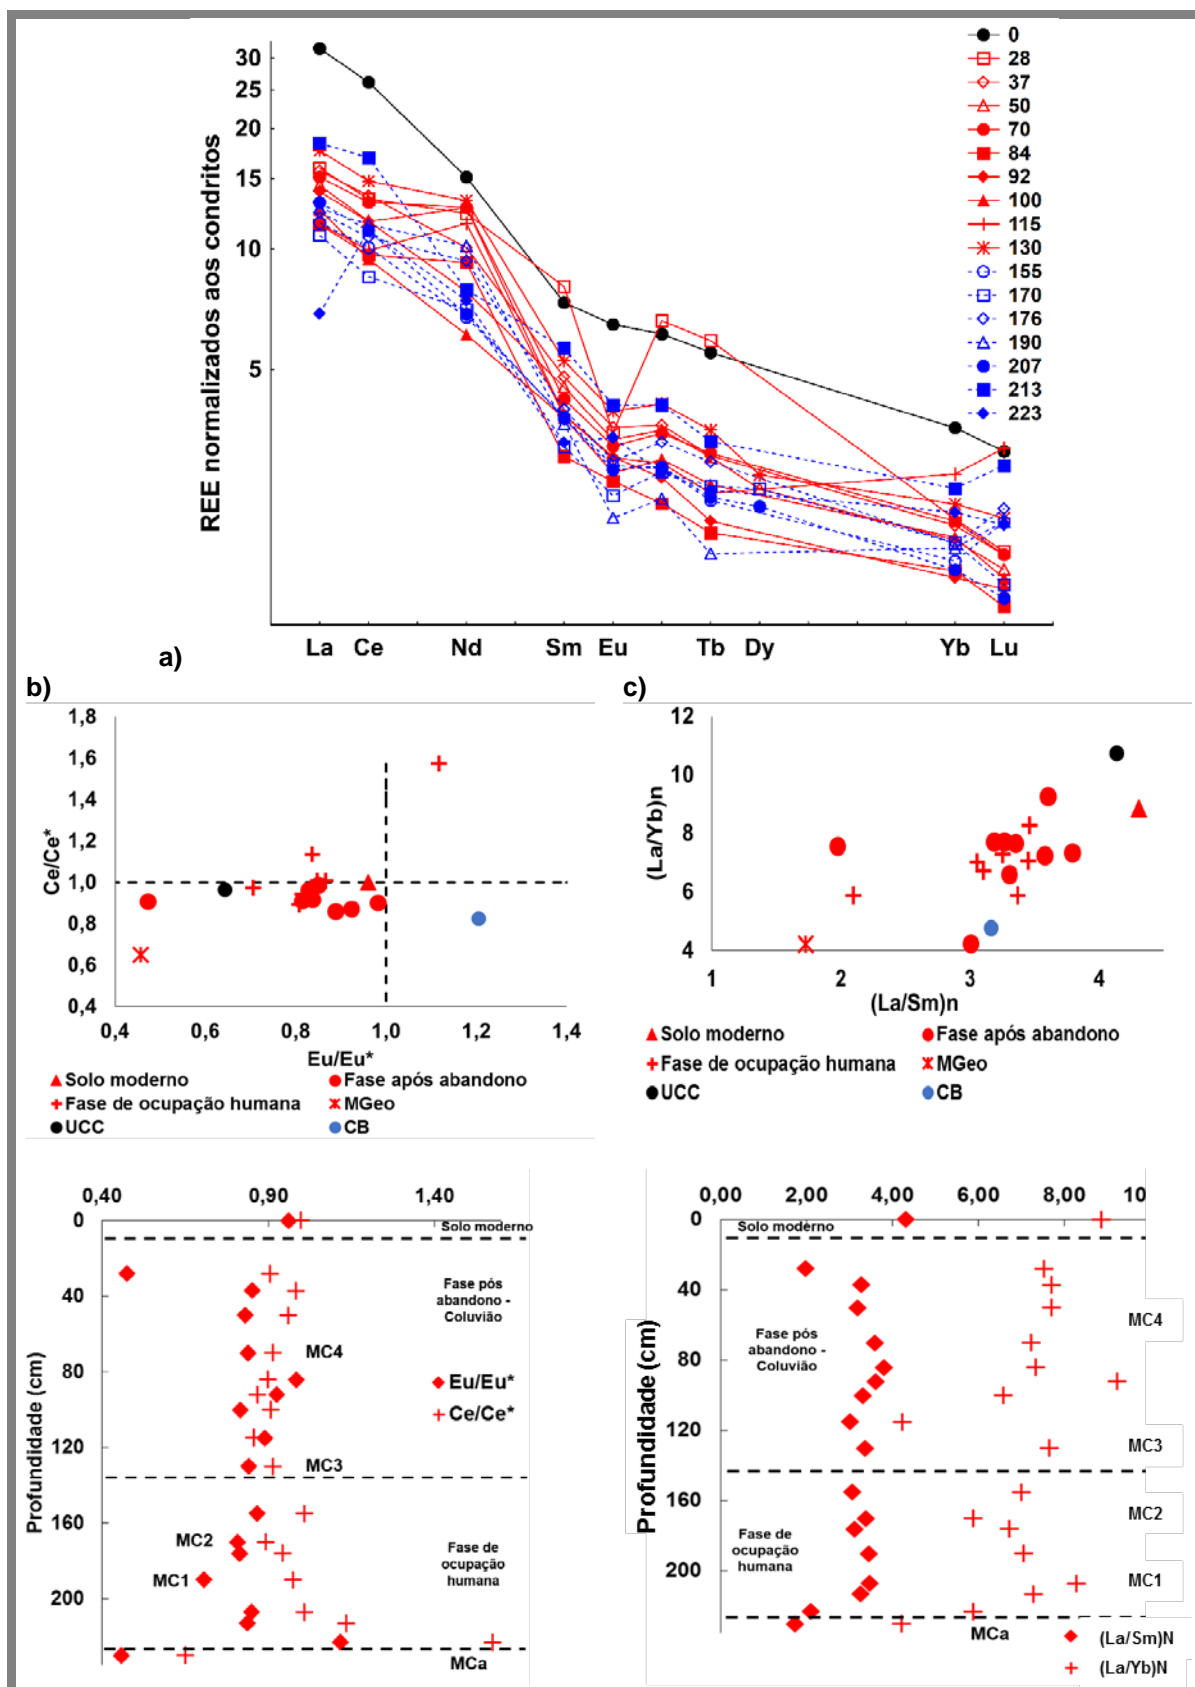 REE normalizados aos condritos
30
25
20
15
10
5
La Ce Nd Sm Eu Tb Dy Yb Lu
0
28
37
50
70
84
92
100
115
130
155
170
176
190
207
213
223
a)
b)
Ce/Ce*
1,8
1,6
1,4
1,2
1,0
0,8
0,6
0,4
0,4 0,6 0,8 1,0 1,2 1,4
Eu/Eu*
Solo moderno
Fase após abandono
Fase de ocupação humana
MGeo
UCC
CB
c)
(La/Yb)n
12
10
8
6
4
1 2 3 4
(La/Sm)n
Solo moderno
Fase após abandono
Fase de ocupação humana
MGeo
UCC
CB
0,40 0,90 1,40
Profundidade (cm)
0
40
80
120
160
200
Solo moderno
Fase pós
abandono -
Coluvião
MC4
Eu/Eu*
Ce/Ce*
MC3
MC2
Fase de
ocupação
humana
MC1
MCa
0,00 2,00 4,00 6,00 8,00 10
Profundidade (cm)
0
40
80
120
160
200
Solo moderno
MC4
Fase pós
abandono -
Coluvião
MC3
MC2
Fase de
ocupação
humana
MC1
MCa
(La/Sm)N
(La/Yb)N